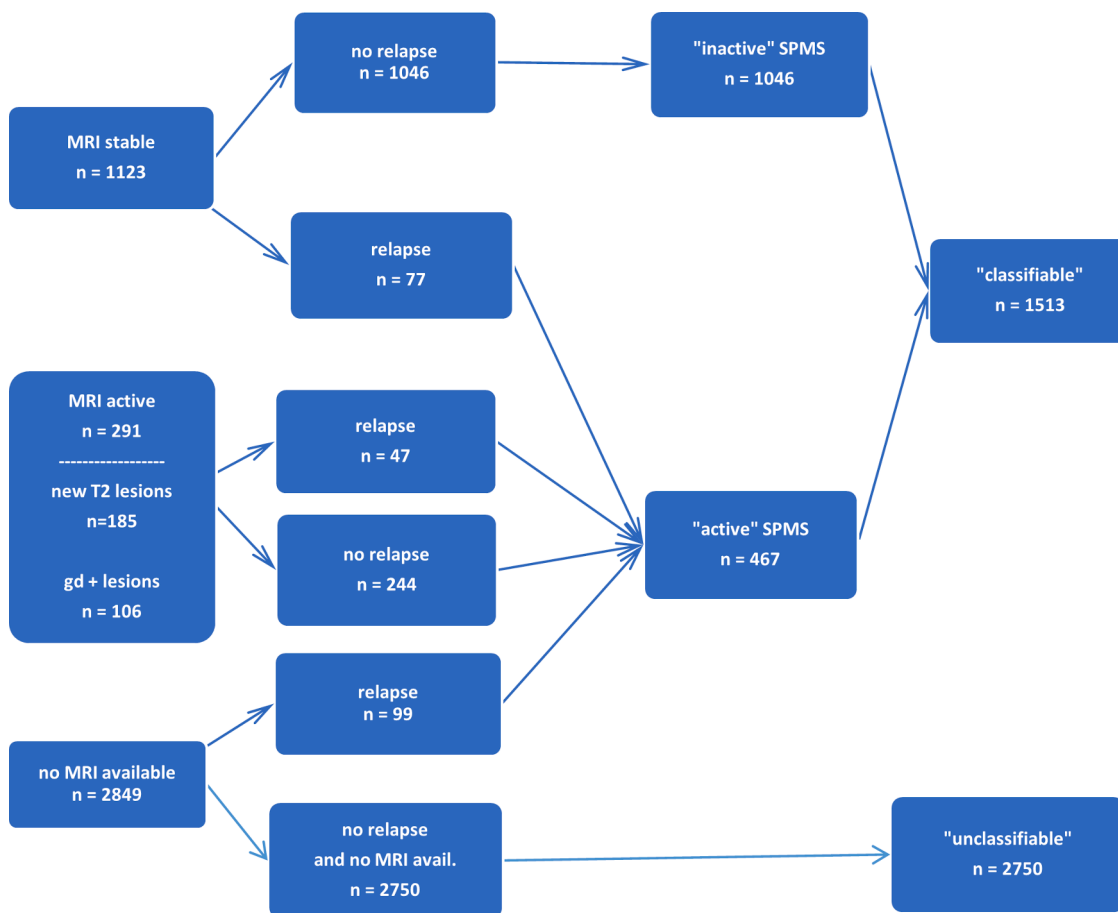 MRI stable
n = 1123
no relapse
n = 1046
"inactive" SPMS
n = 1046
relapse
n = 77
"classifiable"
n = 1513
MRI active
n = 291
------------------
new T2 lesions
n=185
gd + lesions
n = 106
relapse
n = 47
no relapse
n = 244
"active" SPMS
n = 467
no MRI available
n = 2849
relapse
n = 99
no relapse
and no MRI avail.
n = 2750
"unclassifiable"
n = 2750